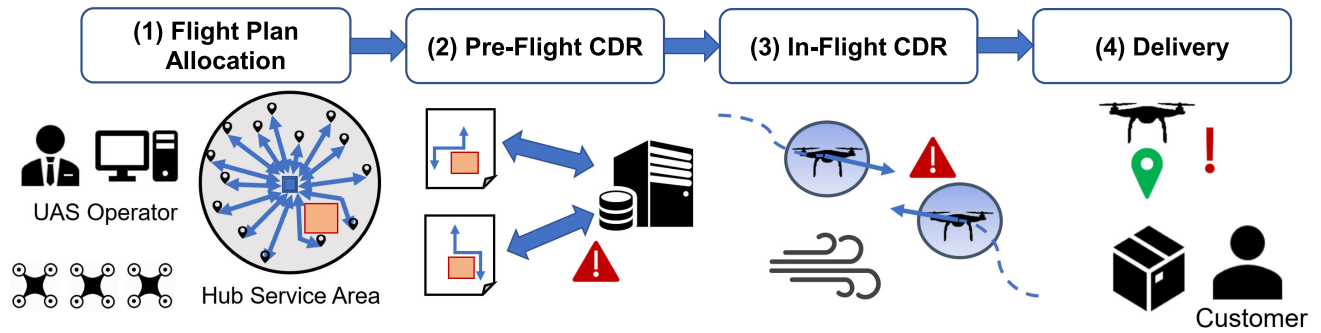 (1) Flight Plan
Allocation
(2) Pre-Flight CDR
(3) In-Flight CDR
(4) Delivery
UAS Operator
Hub Service Area
Customer